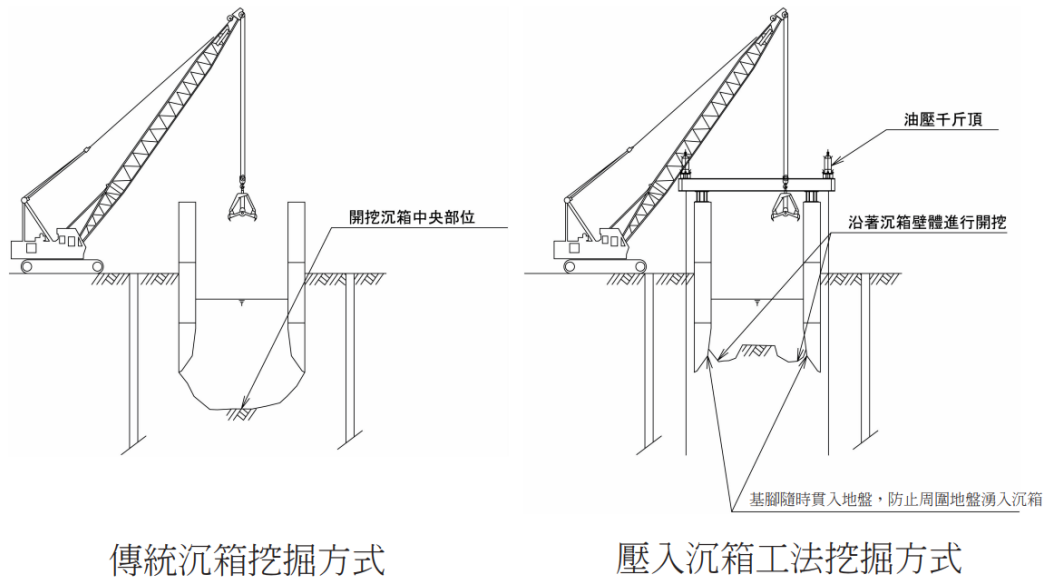 開挖沉箱中央部位
傳統沉箱挖掘方式
油壓千斤頂
沿著沉箱壁體進行開挖
基腳隨時貫入地盤，防止周圍地盤湧入沉箱
壓入沉箱工法挖掘方式